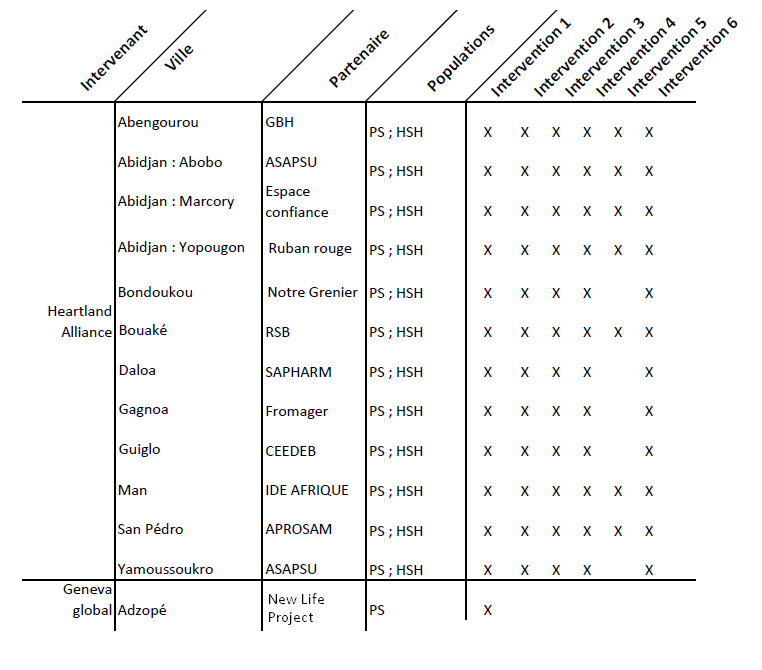 Intervenant
Ville
Partenaire
Populations
Intervention 1
Intervention 2
Intervention 3
Intervention 4
Intervention 5
Intervention 6
Heartland
Alliance
Abengourou GBH PS ; HSH X X X X X X
Abidjan : Abobo ASAPSU PS ; HSH X X X X X X
Abidjan : Marcory Espace
confiance PS ; HSH X X X X X X
Abidjan : Yopougon Ruban rouge PS ; HSH X X X X X X
Bondoukou Notre Grenier PS ; HSH X X X X X
Bouaké RSB PS ; HSH X X X X X X
Daloa SAPHARM PS ; HSH X X X X X
Gagnoa Fromager PS ; HSH X X X X X
Guiglo CEEDEB PS ; HSH X X X X X
Man IDE AFRIQUE PS ; HSH X X X X X X
San Pédro APROSAM PS ; HSH X X X X X X
Yamoussoukro ASAPSU PS ; HSH X X X X X
Geneva
global Adzopé New Life
Project PS X